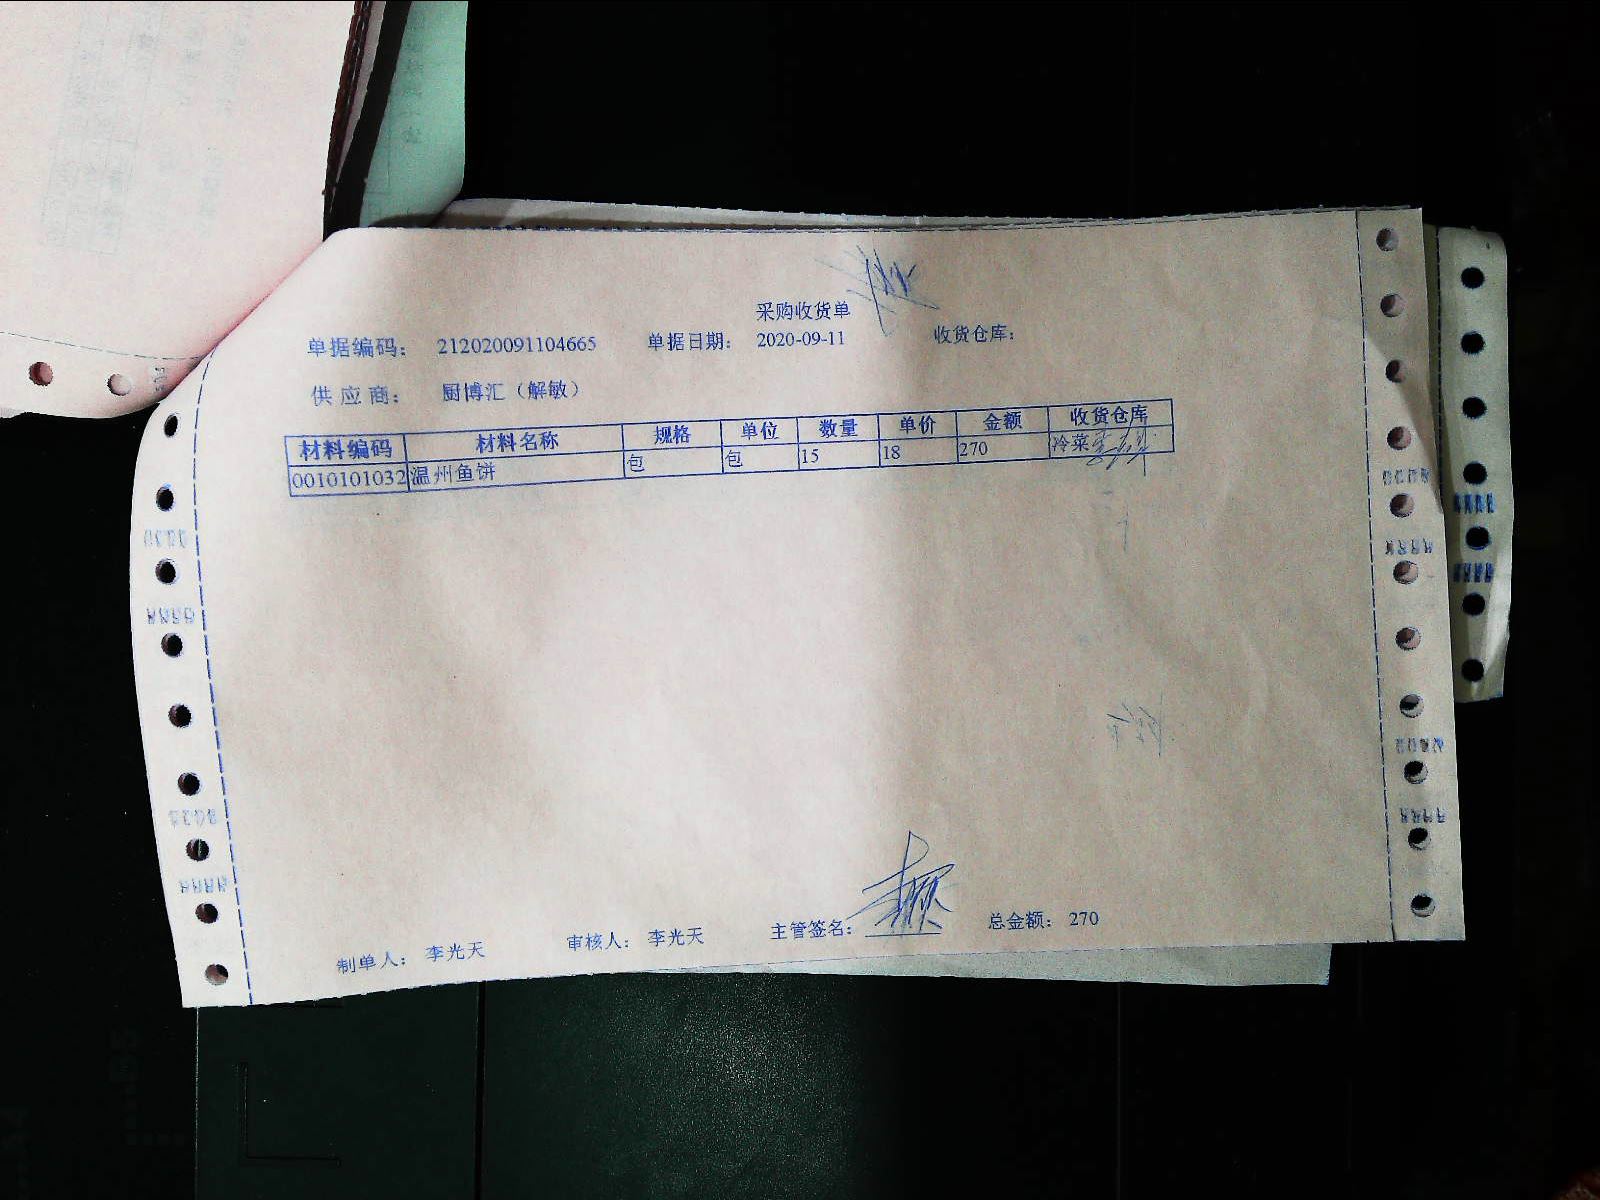 采购收货单
单据编码： 212020091104665 单据日期： 2020-09-11 收货仓库：
供应商： 厨博汇（解敏）
材料编码 材料名称 规格 单位 数量 单价 金额 收货仓库
0010101032 温州鱼饼 包 包 15 18 270 冷菜
制单人： 李光天 审核人： 李光天 主管签名： 总金额： 270